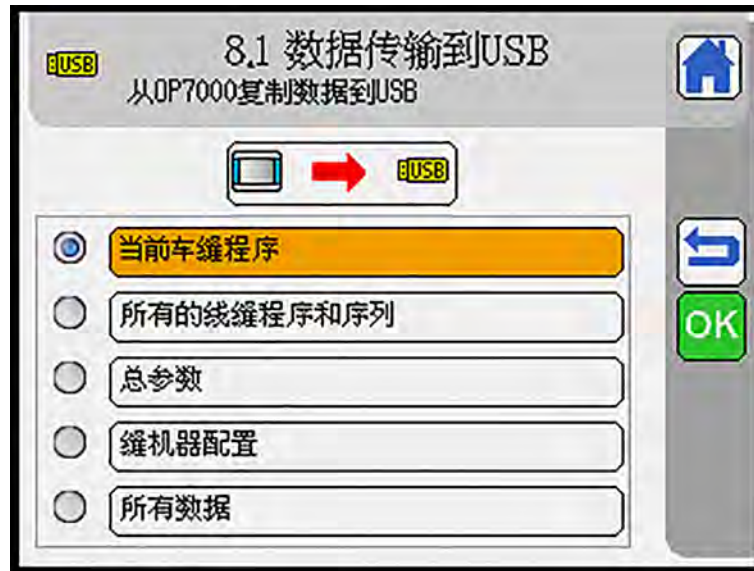 8.1 数据传输到USB
USB
从OP7000复制数据到USB
USB
当前车缝程序
所有的线缝程序和序列
OK
总参数
缝机器配置
所有数据